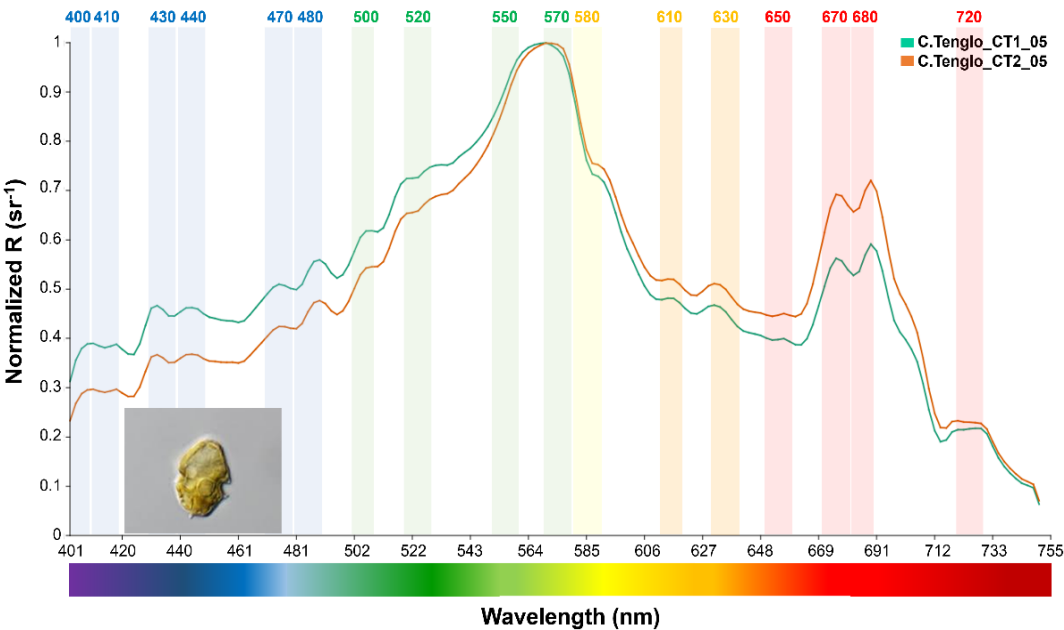 400 410 430 440 470 480 500 520 550 570 580 610 630 650 670 680 720
C.Tenglo_CT1_05
C.Tenglo_CT2_05
Normalized R (sr⁻¹)
1
0.9
0.8
0.7
0.6
0.5
0.4
0.3
0.2
0.1
0
401 420 440 461 481 502 522 543 564 585 606 627 648 669 691 712 733 755
Wavelength (nm)